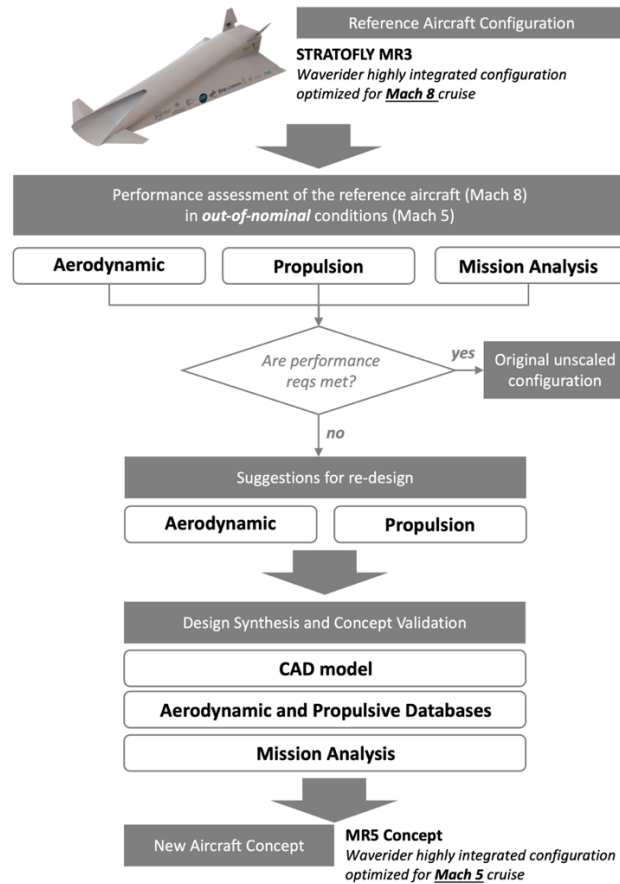 Reference Aircraft Configuration
STRATOFLY MR3
Waverider highly integrated configuration
optimized for Mach 8 cruise
Performance assessment of the reference aircraft (Mach 8)
in out-of-nominal conditions (Mach 5)
Aerodynamic
Propulsion
Mission Analysis
Are performance
reqs met?
yes
Original unscaled
configuration
no
Suggestions for re-design
Aerodynamic
Propulsion
Design Synthesis and Concept Validation
CAD model
Aerodynamic and Propulsive Databases
Mission Analysis
New Aircraft Concept
MR5 Concept
Waverider highly integrated configuration
optimized for Mach 5 cruise